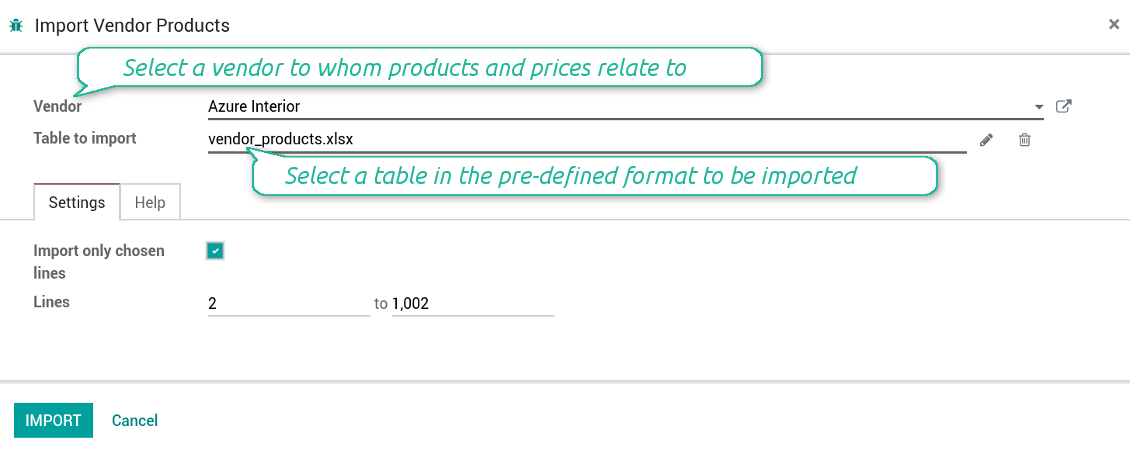 Import Vendor Products
×
Select a vendor to whom products and prices relate to
Vendor
Azure Interior
Table to import
vendor_products.xlsx
Select a table in the pre-defined format to be imported
Settings
Help
Import only chosen
lines
Lines
2 to 1,002
IMPORT
Cancel